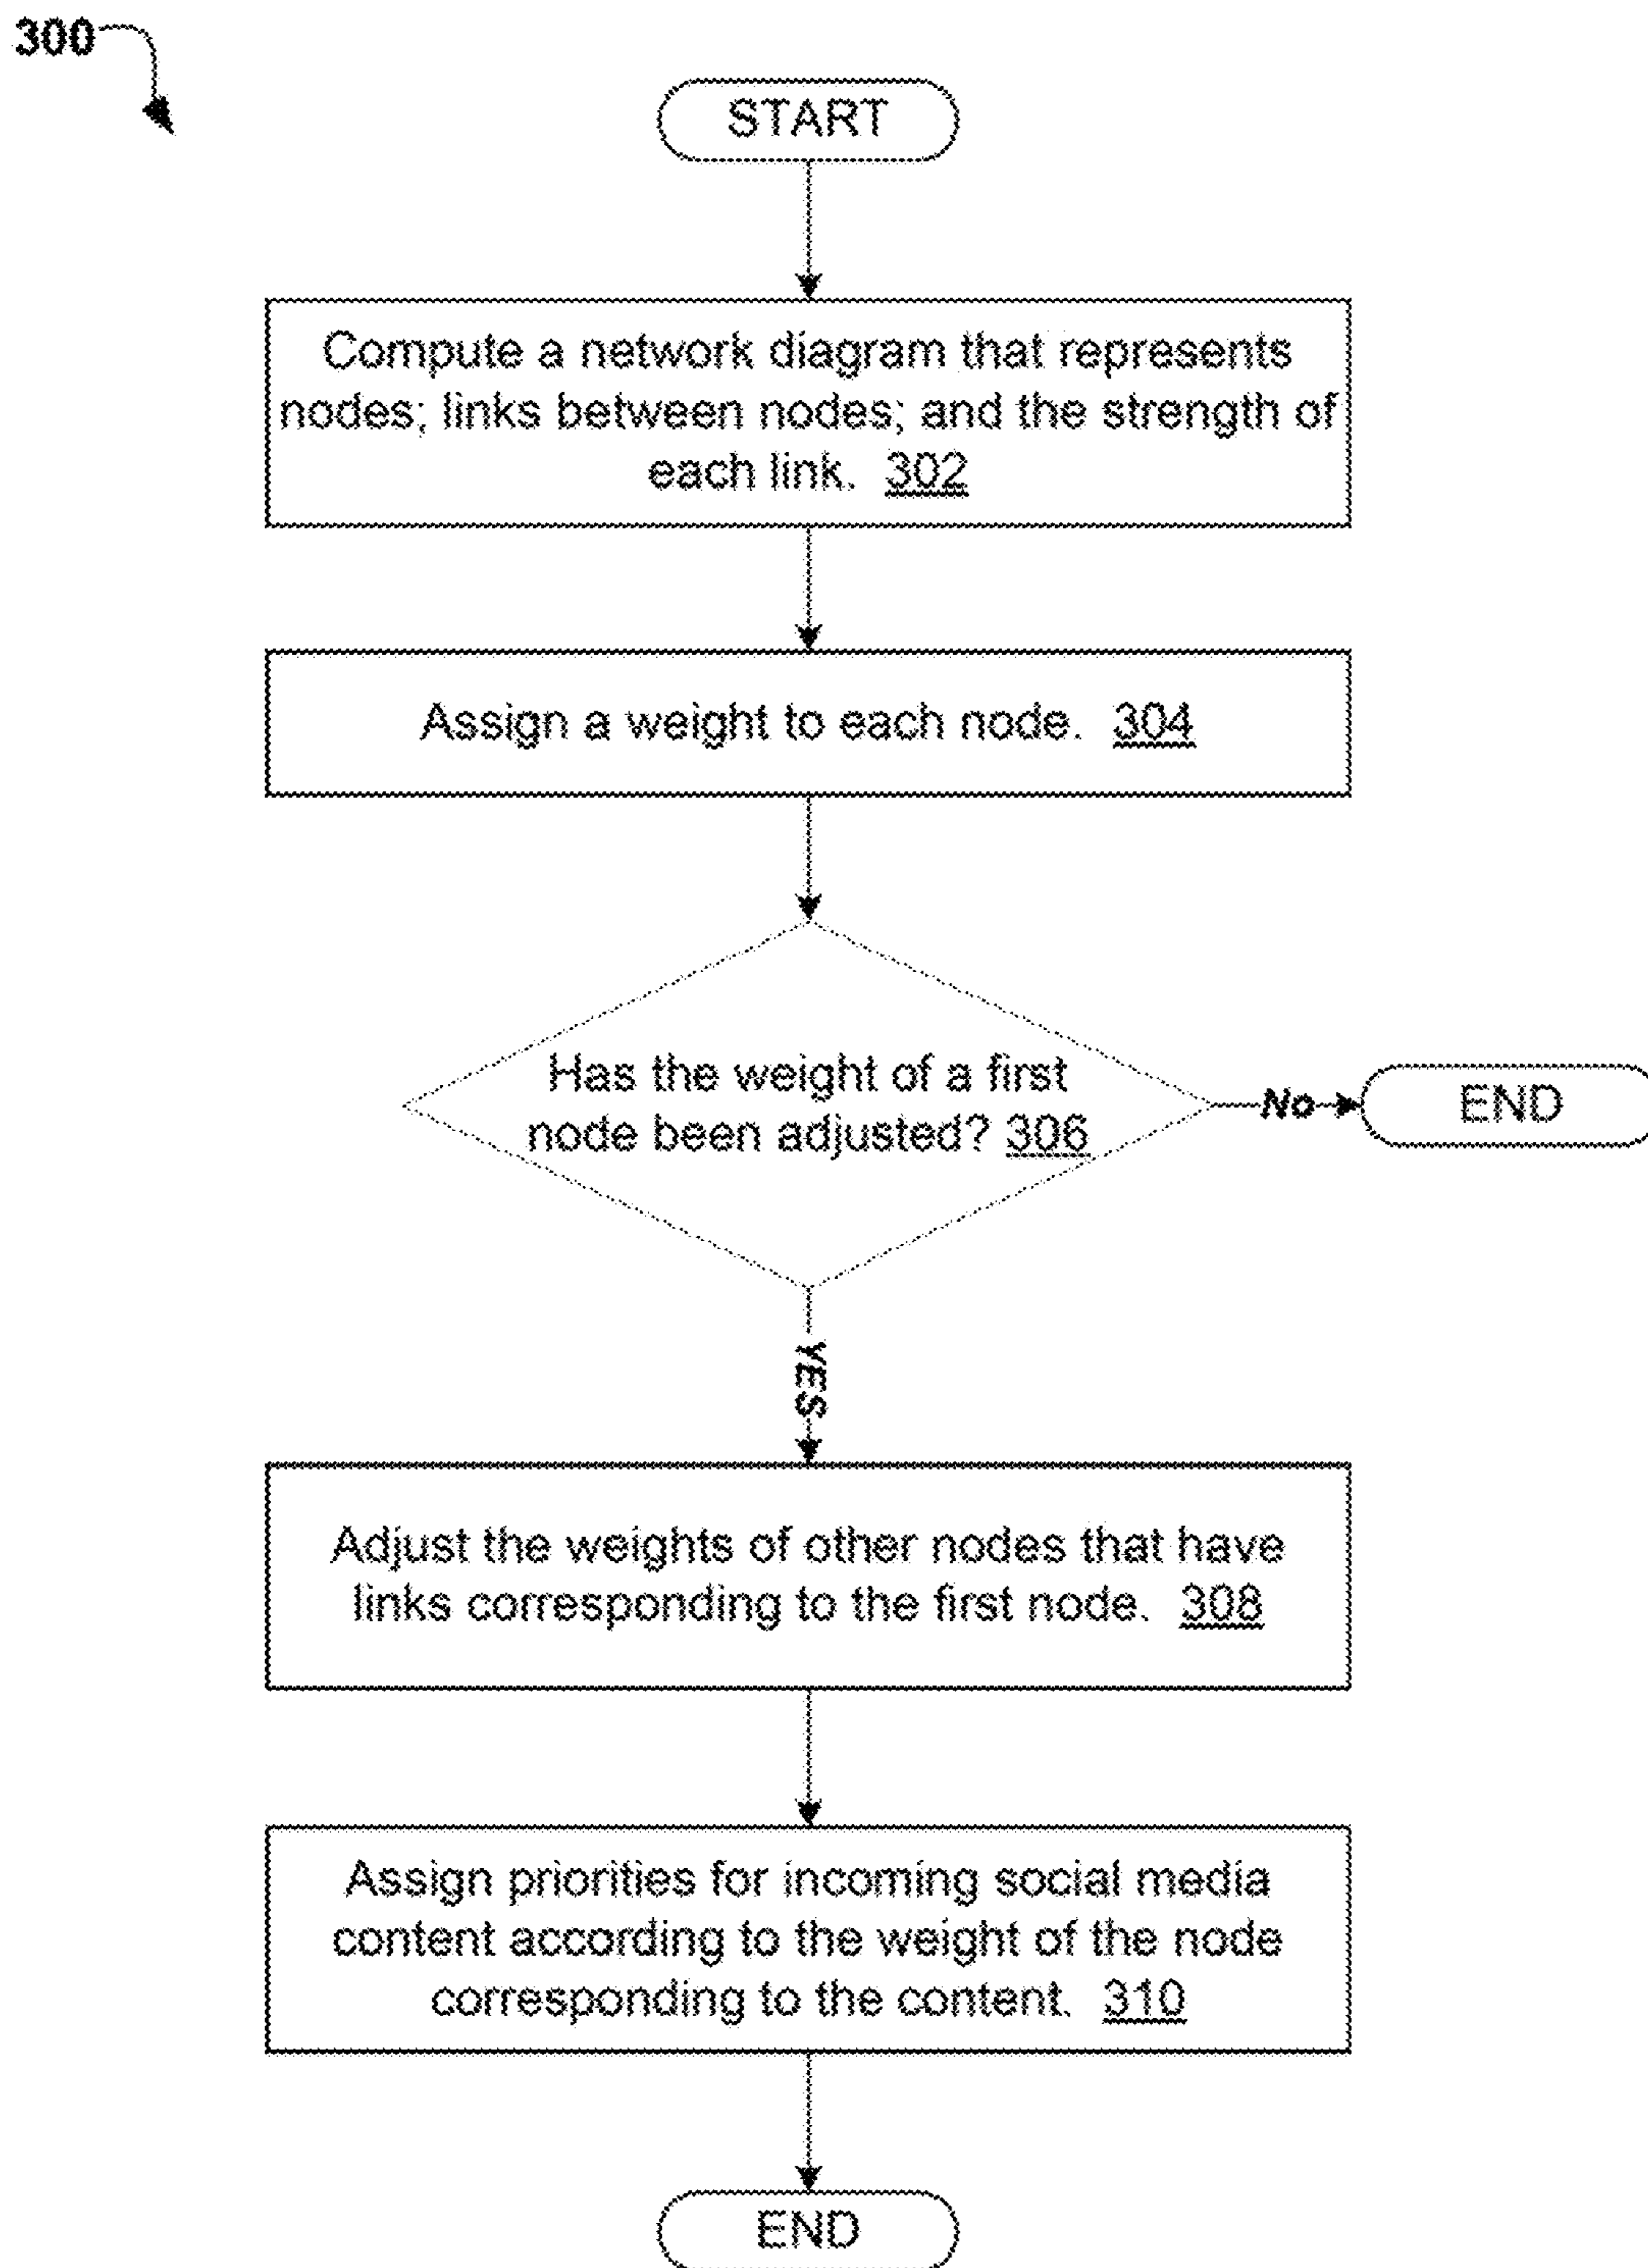 300
START
Compute a network diagram that represents
nodes; links between nodes; and the strength of
each link. 302
Assign a weight to each node. 304
Has the weight of a first
node been adjusted? 306
No
END
YES
Adjust the weights of other nodes that have
links corresponding to the first node. 308
Assign priorities for incoming social media
content according to the weight of the node
corresponding to the content. 310
END